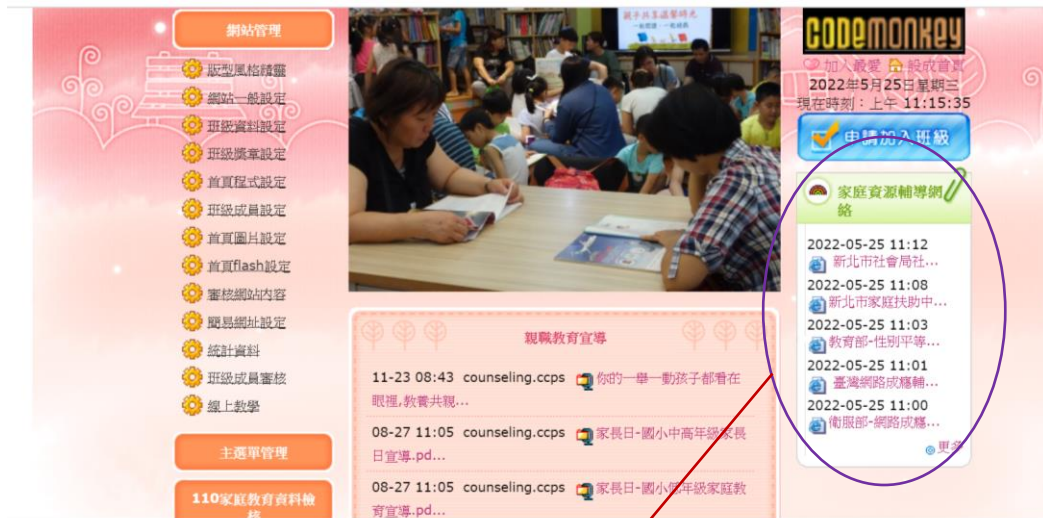 網站管理
版型風格精靈
網站一般設定
班級資料設定
班級獎章設定
首頁程式設定
班級成員設定
首頁圖片設定
首頁flash設定
審核網站內容
簡易網址設定
統計資料
班級成員審核
線上教學
主選單管理
110家庭教育資料檢
核
親子共享溫馨時光
親職教育宣導
11-23 08:43 counseling.ccps 你的一舉一動孩子都看在
眼裡,教養共親...
08-27 11:05 counseling.ccps 家長日-國小中高年級家長
日宣導.pd...
08-27 11:05 counseling.ccps 家長日-國小低年級家庭教
育宣導.pd...
CODEMONKEY
加入最愛 設成首頁
2022年5月25日星期三
現在時刻：上午 11:15:35
申請加入班級
家庭資源輔導網
絡
2022-05-25 11:12
新北市社會局社...
2022-05-25 11:08
新北市家庭扶助中...
2022-05-25 11:03
教育部-性別平等...
2022-05-25 11:01
臺灣網路成癮輔...
2022-05-25 11:00
衛服部-網路成癮...
更多